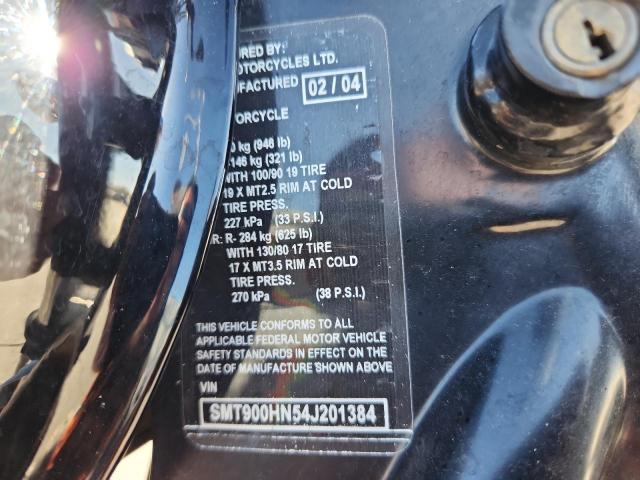 URED BY:
OTORCYCLES LTD.
UFACTURED 02 / 04
ORCYCLE
0 kg (946 lb)
146 kg (321 lb)
WITH 100/90 19 TIRE
19 X MT2.5 RIM AT COLD
TIRE PRESS.
227 kPa (33 P.S.I.)
R: R- 284 kg (625 lb)
WITH 130/80 17 TIRE
17 X MT3.5 RIM AT COLD
TIRE PRESS.
270 kPa (38 P.S.I.)
THIS VEHICLE CONFORMS TO ALL
APPLICABLE FEDERAL MOTOR VEHICLE
SAFETY STANDARDS IN EFFECT ON THE
DATE OF MANUFACTURE SHOWN ABOVE
VIN
SMT900HN54J201384